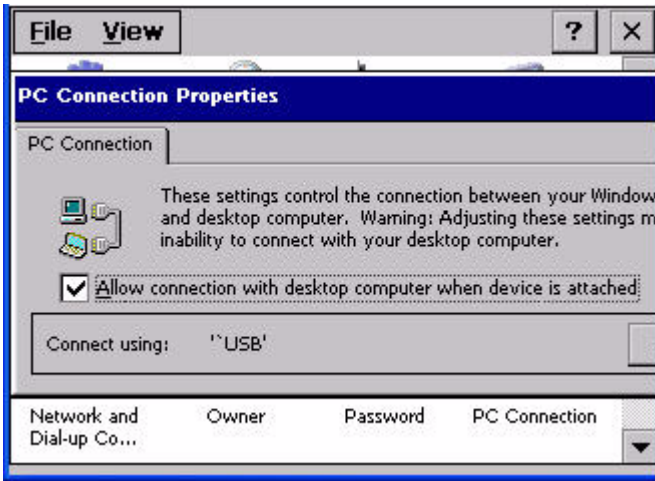 File View ? ×
PC Connection Properties
PC Connection
These settings control the connection between your Window
and desktop computer. Warning: Adjusting these settings m
inability to connect with your desktop computer.
Allow connection with desktop computer when device is attached
Connect using: '`USB'
Network and Owner Password PC Connection
Dial-up Co...